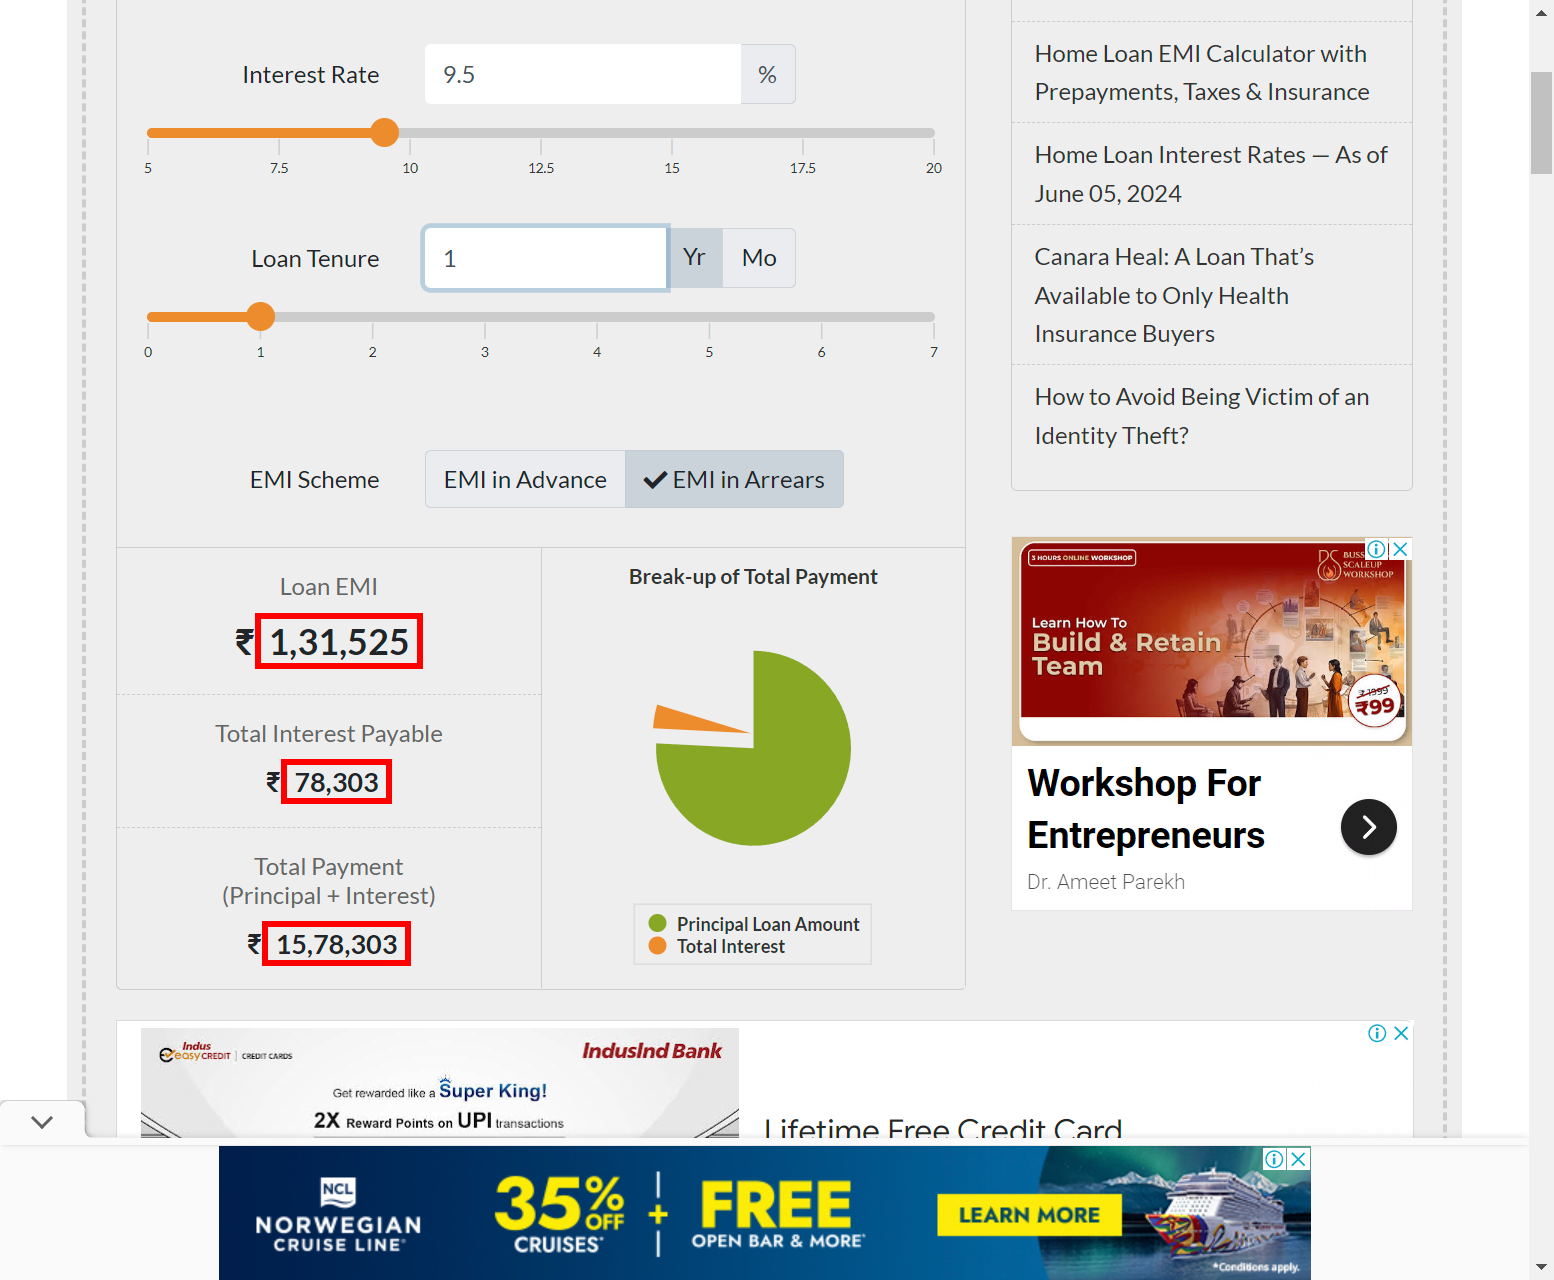 Interest Rate
9.5
%
5 7.5 10 12.5 15 17.5 20
Loan Tenure
1
Yr
Mo
0 1 2 3 4 5 6 7
EMI Scheme
EMI in Advance
EMI in Arrears
Loan EMI
₹ 1,31,525
Total Interest Payable
₹ 78,303
Total Payment
(Principal + Interest)
₹ 15,78,303
Break-up of Total Payment
Principal Loan Amount
Total Interest
Home Loan EMI Calculator with
Prepayments, Taxes & Insurance
Home Loan Interest Rates — As of
June 05, 2024
Canara Heal: A Loan That’s
Available to Only Health
Insurance Buyers
How to Avoid Being Victim of an
Identity Theft?
3 HOURS ONLINE WORKSHOP
SCALEUP
WORKSHOP
Learn How To
Build & Retain
Team
₹ 1999
₹99
Workshop For
Entrepreneurs
Dr. Ameet Parekh
Indus
easyCREDIT | CREDIT CARDS
IndusInd Bank
Get rewarded like a Super King!
2X Reward Points on UPI transactions
Lifetime Free Credit Card
NCL
NORWEGIAN
CRUISE LINE
35% OFF
CRUISES*
+
FREE
OPEN BAR & MORE*
LEARN MORE
*Conditions apply.